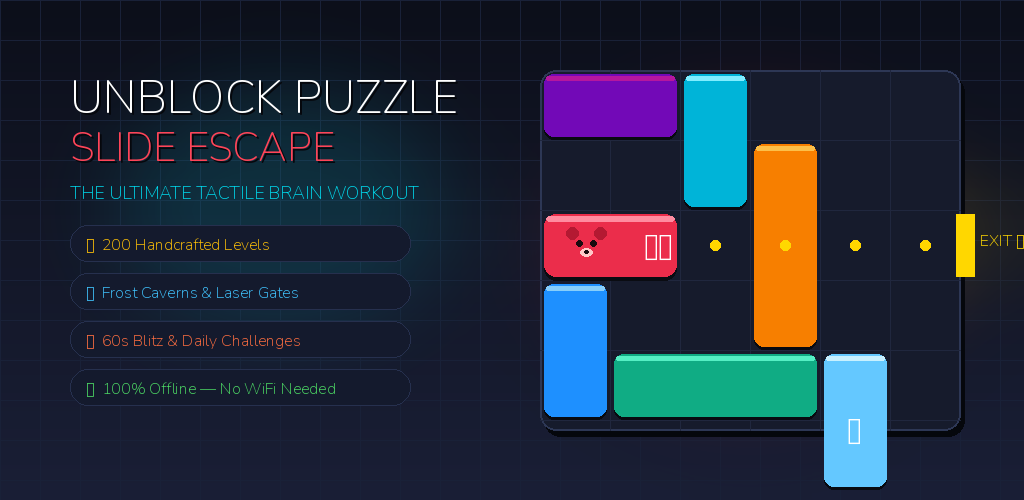 UNBLOCK PUZZLE
SLIDE ESCAPE
THE ULTIMATE TACTILE BRAIN WORKOUT
200 Handcrafted Levels
Frost Caverns & Laser Gates
60s Blitz & Daily Challenges
100% Offline — No WiFi Needed
EXIT